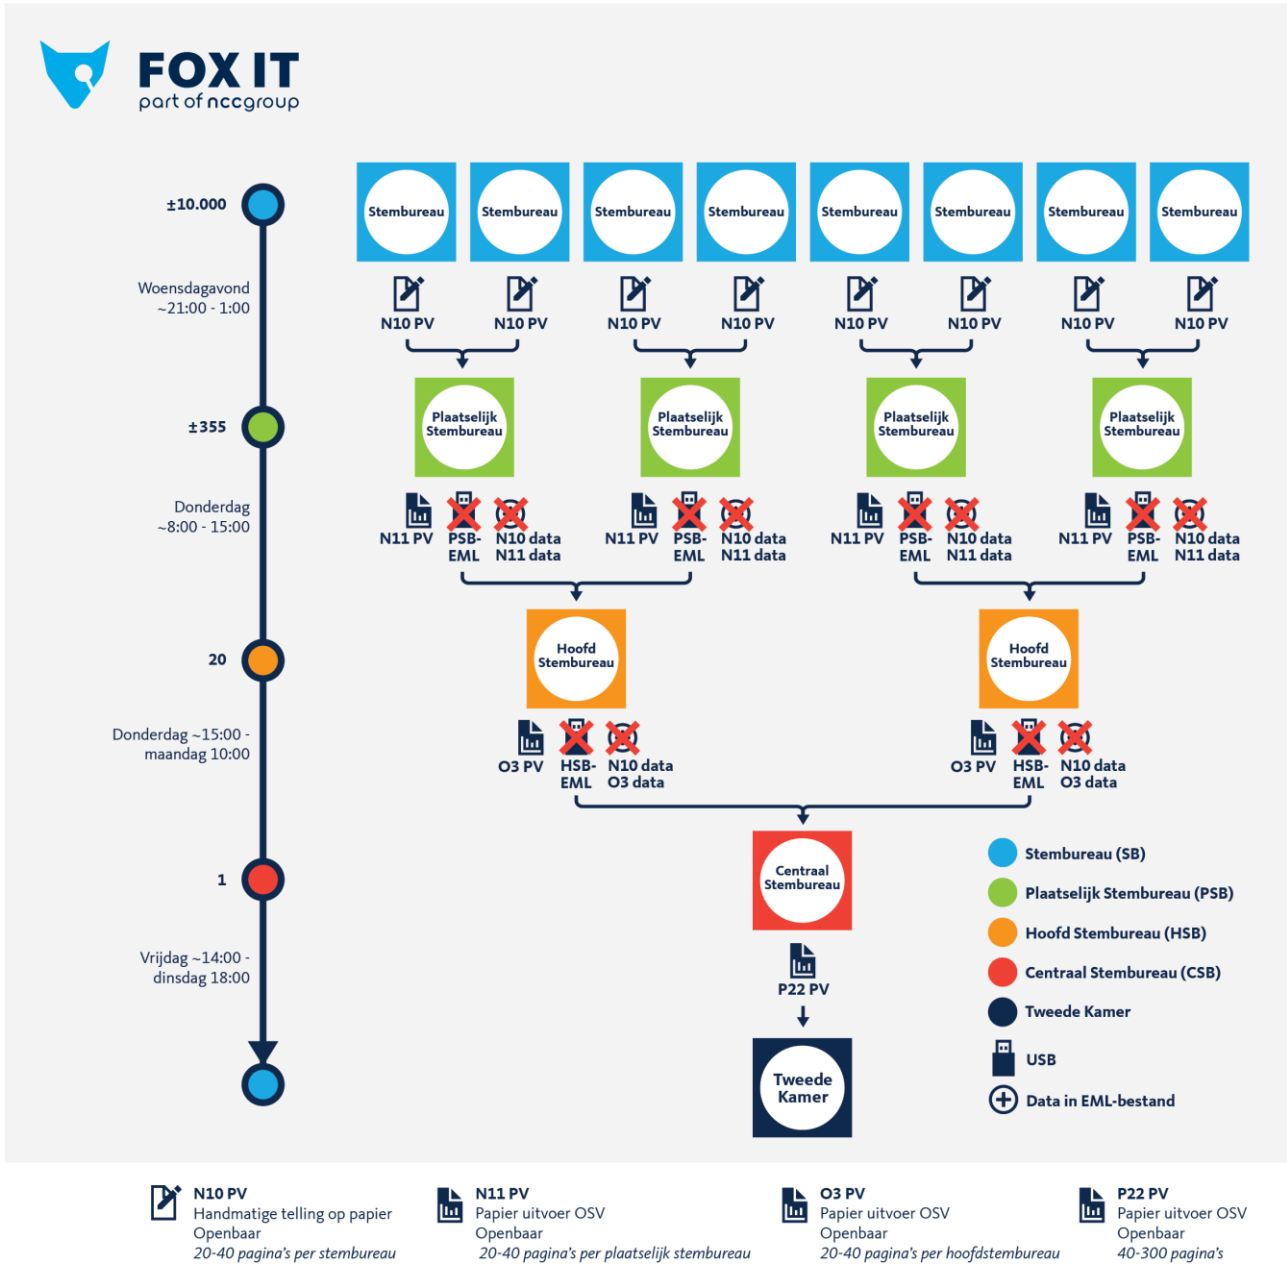 FOX IT
part of nccgroup
±10.000
Stembureau Stembureau Stembureau Stembureau Stembureau Stembureau Stembureau Stembureau
Woensdagavond
~21:00 - 1:00
N10 PV N10 PV N10 PV N10 PV N10 PV N10 PV N10 PV N10 PV
±355
Plaatselijk Plaatselijk Plaatselijk Plaatselijk
Stembureau Stembureau Stembureau Stembureau
Donderdag
~8:00 - 15:00
N11 PV PSB- N10 data N11 PV PSB- N10 data N11 PV PSB- N10 data N11 PV PSB- N10 data
EML N11 data EML N11 data EML N11 data EML N11 data
20
Hoofd Hoofd
Stembureau Stembureau
Donderdag ~15:00 -
maandag 10:00
O3 PV HSB- N10 data O3 PV HSB- N10 data
EML O3 data EML O3 data
1
Centraal
Stembureau
Vrijdag ~14:00 -
dinsdag 18:00
P22 PV
Tweede
Kamer
Stembureau (SB)
Plaatselijk Stembureau (PSB)
Hoofd Stembureau (HSB)
Centraal Stembureau (CSB)
Tweede Kamer
USB
Data in EML-bestand
N10 PV
Handmatige telling op papier
Openbaar
20-40 pagina's per stembureau
N11 PV
Papier uitvoer OSV
Openbaar
20-40 pagina's per plaatselijk stembureau
O3 PV
Papier uitvoer OSV
Openbaar
20-40 pagina's per hoofdstembureau
P22 PV
Papier uitvoer OSV
Openbaar
40-300 pagina's